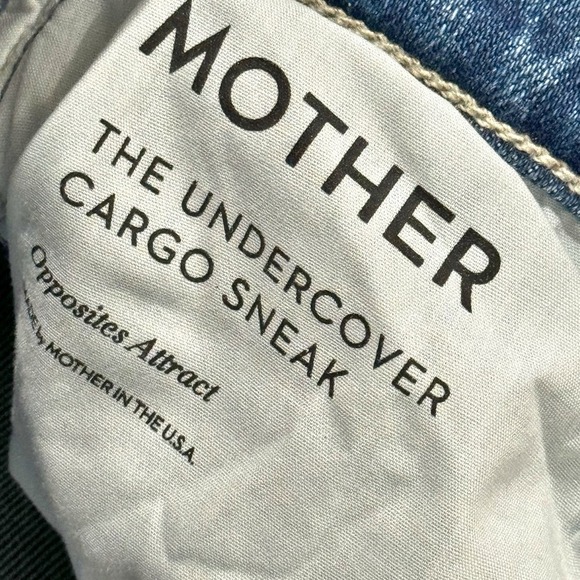 MOTHER
THE UNDERCOVER
CARGO SNEAK
Opposites Attract
by MOTHER IN THE U.S.A.